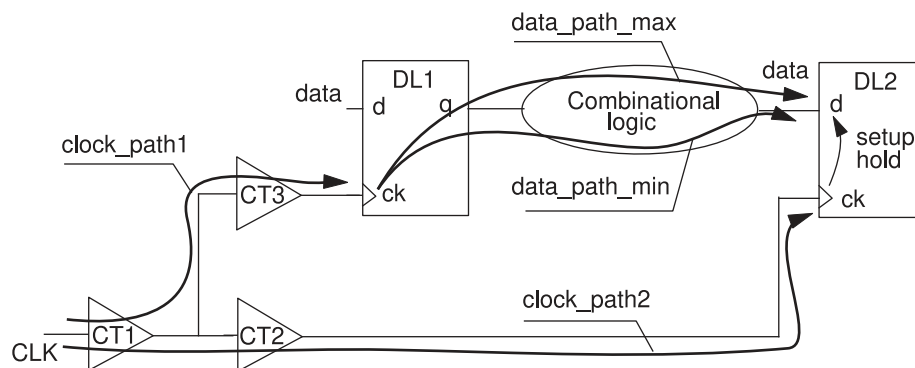 data_path_max
DL1
data
DL2
data
d
q
Combinational
logic
d
clock_path1
setup
hold
CT3
ck
data_path_min
ck
clock_path2
CT1
CT2
CLK